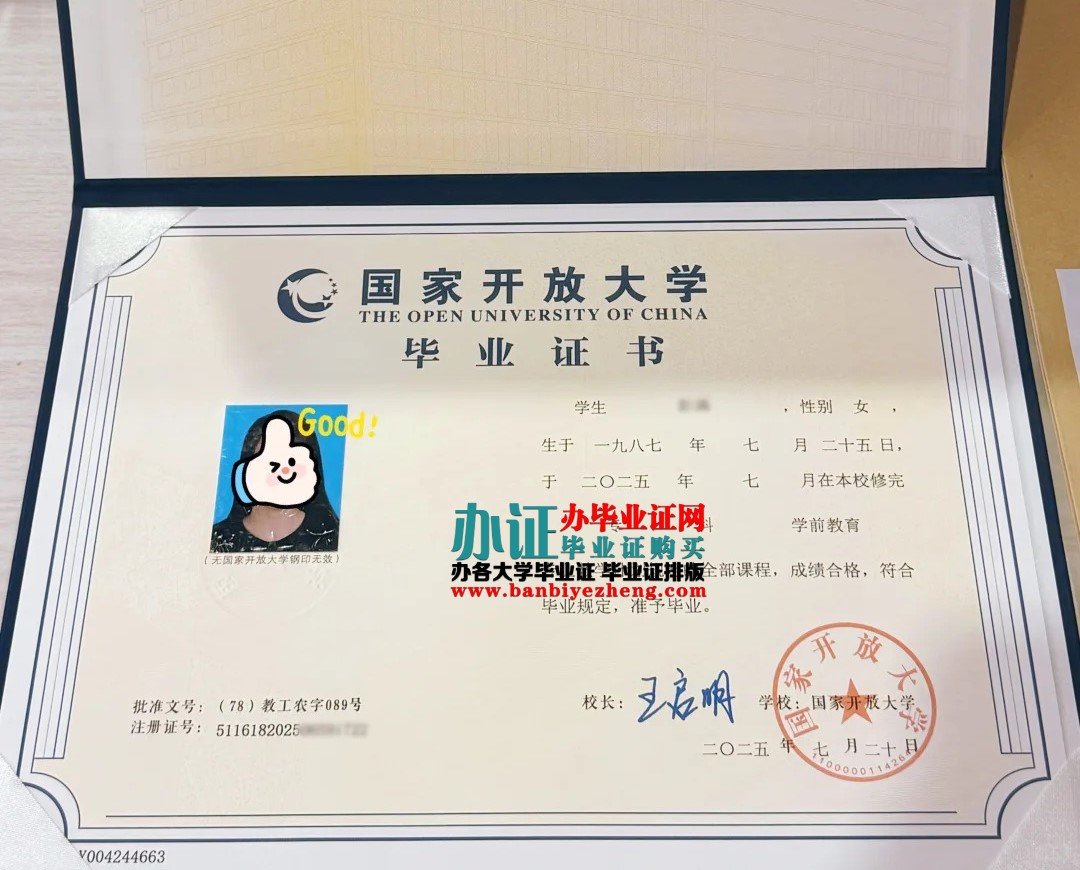 国家开放大学
THE OPEN UNIVERSITY OF CHINA
毕业证书
学生 ，性别 女 ，
Good!
生于 一九八七 年 七 月 二十五 日，
于 二〇二五 年 七 月在本校修完
科 学前教育
办证 办毕业证网
毕业证购买
（无国家开放大学钢印无效）
办各大学毕业证 毕业证排版
全部课程，成绩合格，符合
www.banbiyezheng.com
毕业规定，准予毕业。
国家开放大学
批准文号：（78）教工农字089号
校长： 王启明 学校：国家开放大学
注册证号： 5116182025
二〇二五 年 七 月二十日
Y004244663